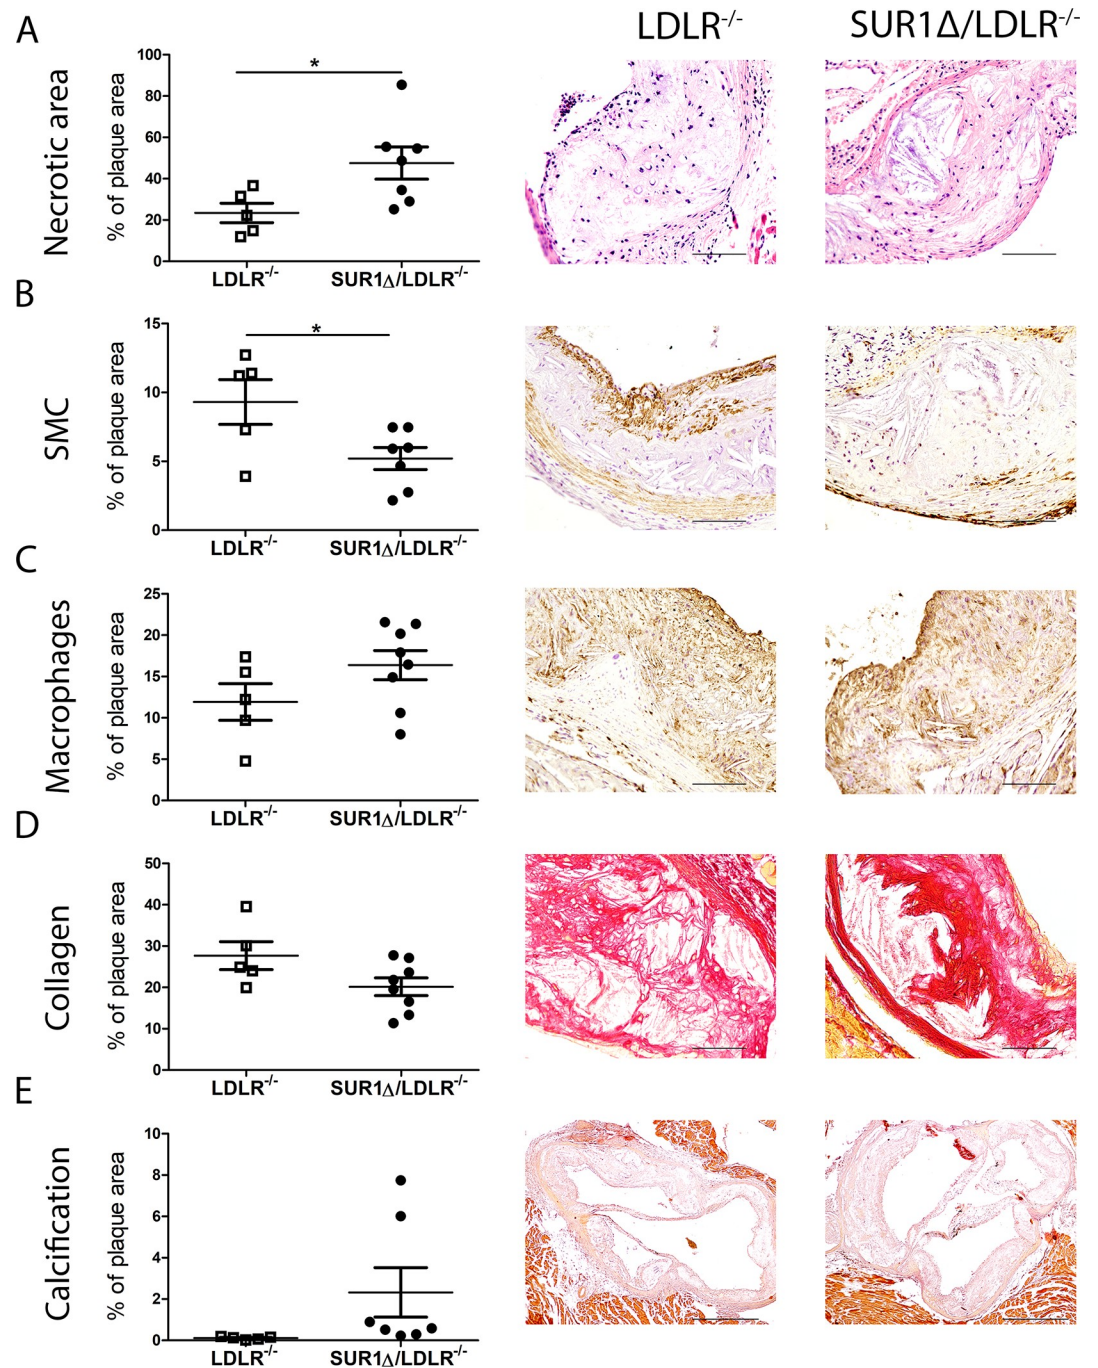 LDLR-/-
SUR1Δ/LDLR-/-
A
Necrotic area
% of plaque area
100
80
60
40
20
0
*
LDLR-/-
SUR1Δ/LDLR-/-
B
SMC
% of plaque area
15
10
5
0
*
LDLR-/-
SUR1Δ/LDLR-/-
C
Macrophages
% of plaque area
25
20
15
10
5
0
LDLR-/-
SUR1Δ/LDLR-/-
D
Collagen
% of plaque area
50
40
30
20
10
0
LDLR-/-
SUR1Δ/LDLR-/-
E
Calcification
% of plaque area
10
8
6
4
2
0
LDLR-/-
SUR1Δ/LDLR-/-